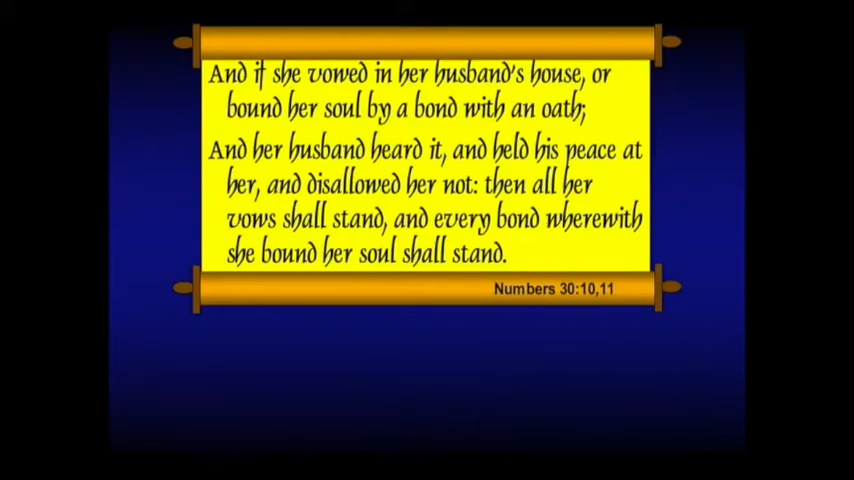 And if she vowed in her husband's house, or
bound her soul by a bond with an oath;
And her husband heard it, and held his peace at
her, and disallowed her not: then all her
vows shall stand, and every bond wherewith
she bound her soul shall stand.
Numbers 30:10,11